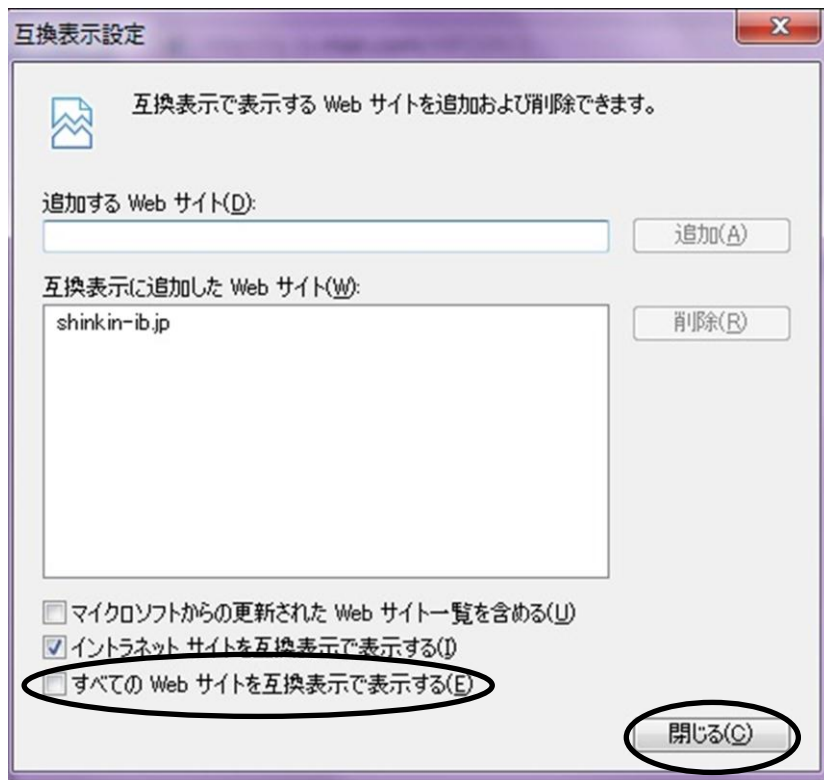 互換表示設定
互換表示で表示する Web サイトを追加および削除できます。
追加する Web サイト(D):
追加(A)
互換表示に追加した Web サイト(W):
shinkin-ib.jp
削除(R)
マイクロソフトからの更新された Web サイト一覧を含める(U)
イントラネット サイトを互換表示で表示する(I)
すべての Web サイトを互換表示で表示する(E)
閉じる(C)